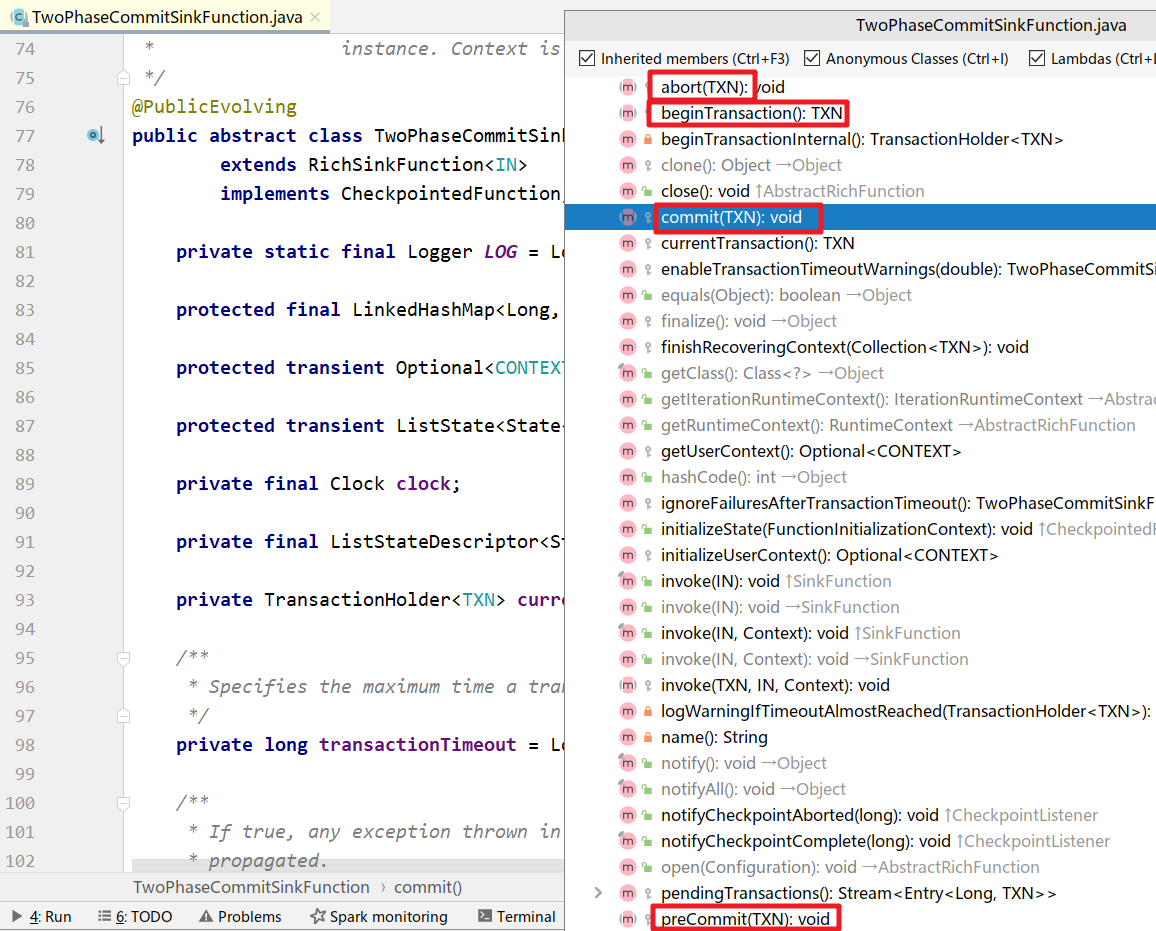 TwoPhaseCommitSinkFunction.java
74 * instance. Context is
75 */
76 @PublicEvolving
77 public abstract class TwoPhaseCommitSink
78 extends RichSinkFunction<IN>
79 implements CheckpointedFunction,
80
81 private static final Logger LOG = Lo
82
83 protected final LinkedHashMap<Long,
84
85 protected transient Optional<CONTEXT
86
87 protected transient ListState<State<
88
89 private final Clock clock;
90
91 private final ListStateDescriptor<St
92
93 private TransactionHolder<TXN> curre
94
95 /**
96 * Specifies the maximum time a tran
97 */
98 private long transactionTimeout = Lo
99
100 /**
101 * If true, any exception thrown in
102 * propagated.
TwoPhaseCommitSinkFunction › commit()
4: Run 6: TODO Problems Spark monitoring Terminal
TwoPhaseCommitSinkFunction.java
Inherited members (Ctrl+F3) Anonymous Classes (Ctrl+I) Lambdas (Ctrl+L
abort(TXN): void
beginTransaction(): TXN
beginTransactionInternal(): TransactionHolder<TXN>
clone(): Object →Object
close(): void ↑AbstractRichFunction
commit(TXN): void
currentTransaction(): TXN
enableTransactionTimeoutWarnings(double): TwoPhaseCommitSi
equals(Object): boolean →Object
finalize(): void →Object
finishRecoveringContext(Collection<TXN>): void
getClass(): Class<?> →Object
getIterationRuntimeContext(): IterationRuntimeContext →Abstrac
getRuntimeContext(): RuntimeContext →AbstractRichFunction
getUserContext(): Optional<CONTEXT>
hashCode(): int →Object
ignoreFailuresAfterTransactionTimeout(): TwoPhaseCommitSinkF
initializeState(FunctionInitializationContext): void ↑CheckpointedF
initializeUserContext(): Optional<CONTEXT>
invoke(IN): void ↑SinkFunction
invoke(IN): void →SinkFunction
invoke(IN, Context): void ↑SinkFunction
invoke(IN, Context): void →SinkFunction
invoke(TXN, IN, Context): void
logWarningIfTimeoutAlmostReached(TransactionHolder<TXN>):
name(): String
notify(): void →Object
notifyAll(): void →Object
notifyCheckpointAborted(long): void ↑CheckpointListener
notifyCheckpointComplete(long): void ↑CheckpointListener
open(Configuration): void →AbstractRichFunction
pendingTransactions(): Stream<Entry<Long, TXN>>
preCommit(TXN): void